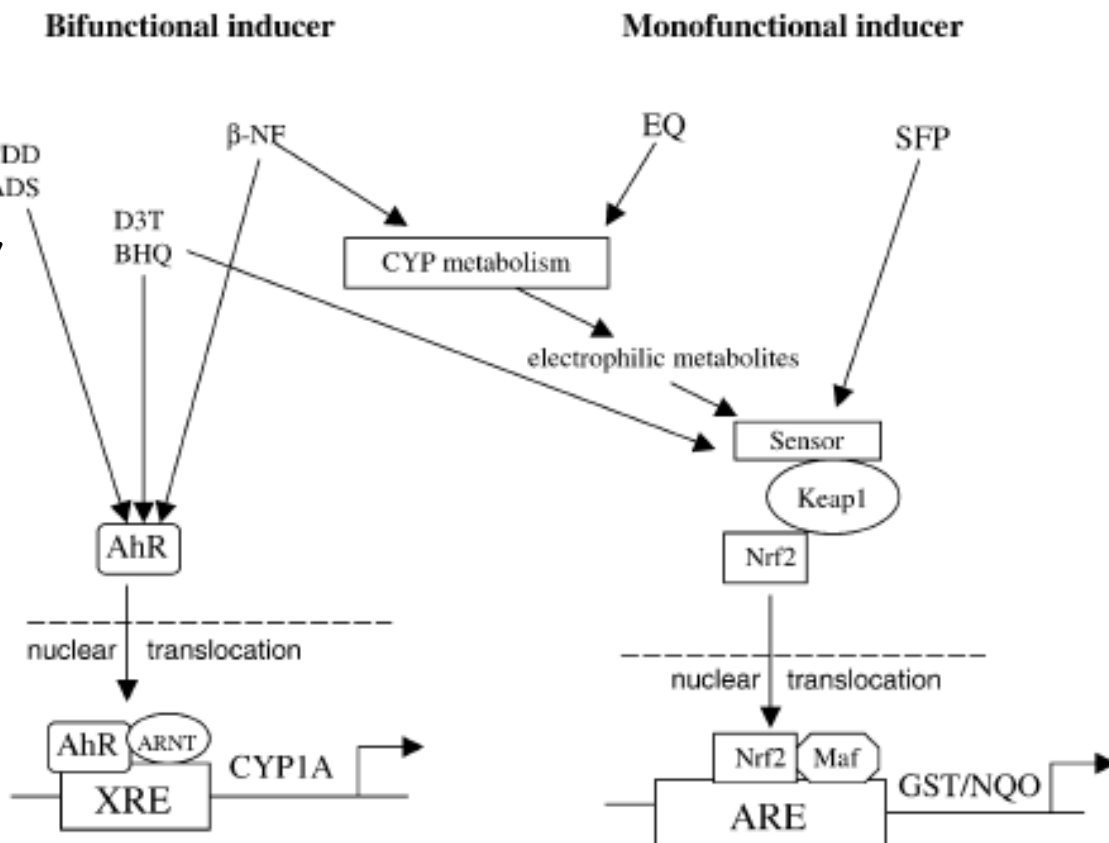 Bifunctional inducer
Monofunctional inducer
β-NF
EQ
SFP
D3T
BHQ
CYP metabolism
electrophilic metabolites
Sensor
Keap1
Nrf2
AhR
nuclear translocation
nuclear translocation
AhR
ARNT
CYP1A
XRE
Nrf2
Maf
GST/NQO
ARE